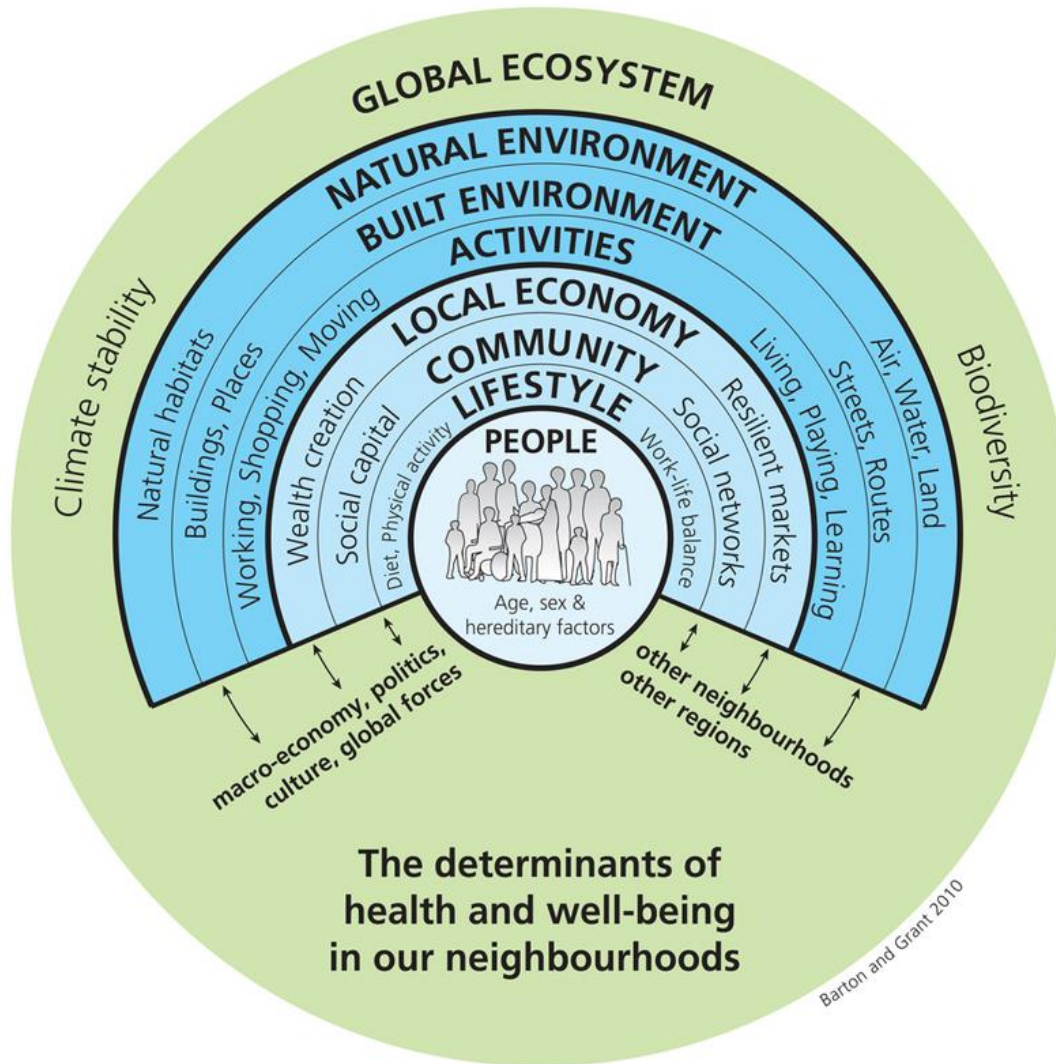 GLOBAL ECOSYSTEM
Climate stability
Biodiversity
NATURAL ENVIRONMENT
Natural habitats
Air, Water, Land
BUILT ENVIRONMENT
Buildings, Places
Streets, Routes
ACTIVITIES
Working, Shopping, Moving
Living, Playing, Learning
LOCAL ECONOMY
Wealth creation
Resilient markets
COMMUNITY
Social capital
Social networks
LIFESTYLE
Diet, Physical activity
Work-life balance
PEOPLE
Age, sex &
hereditary factors
macro-economy, politics,
culture, global forces
other neighbourhoods
other regions
The determinants of
health and well-being
in our neighbourhoods
Barton and Grant 2010